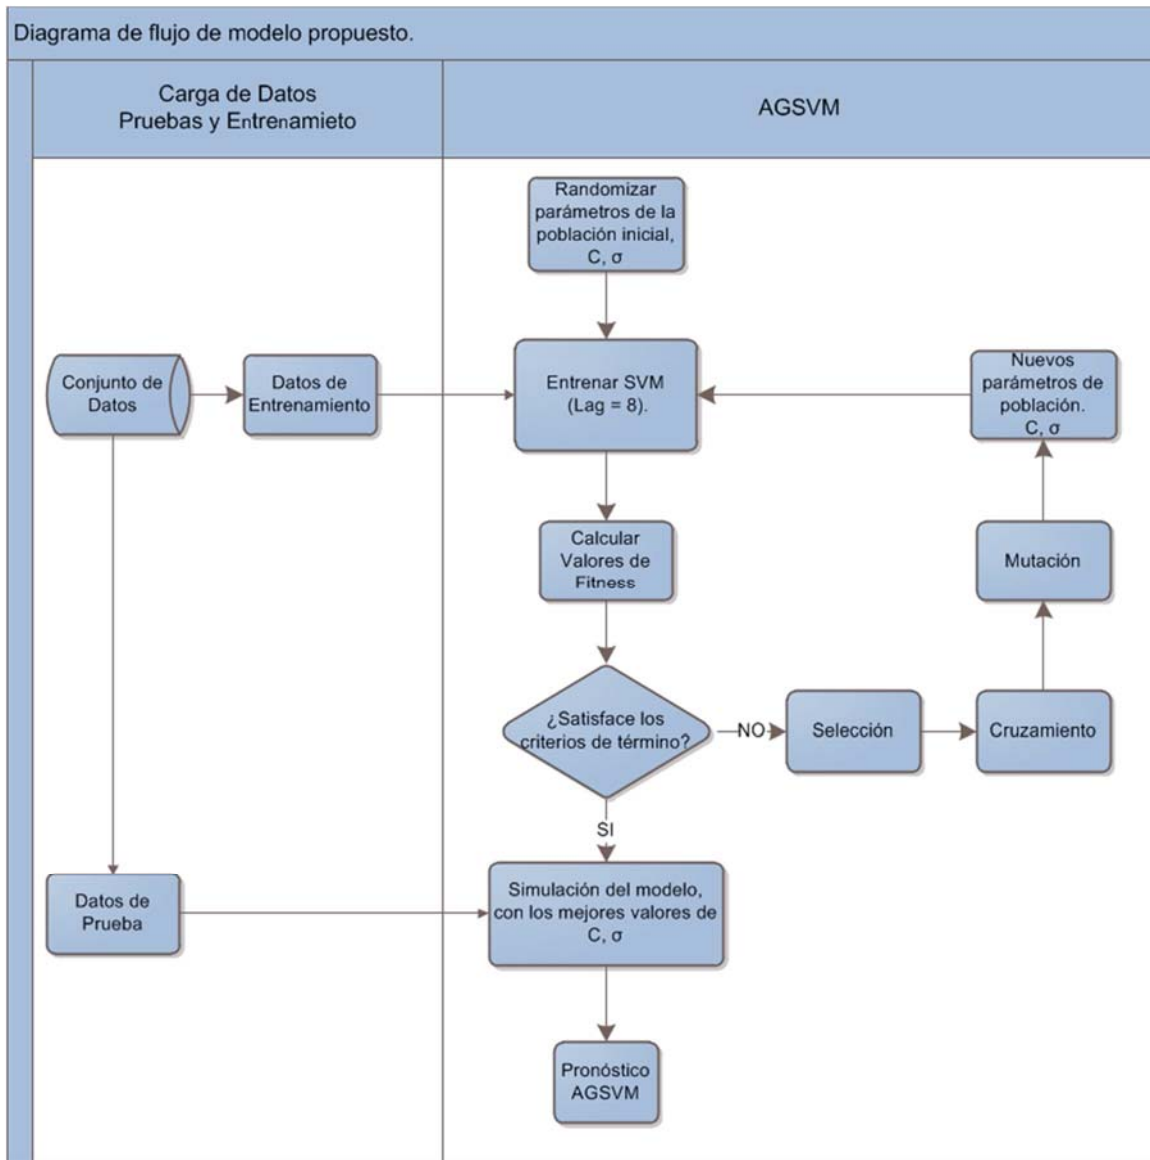 Diagrama de flujo de modelo propuesto.
Carga de Datos
Pruebas y Entrenamieto
AGSVM
Randomizar
parámetros de la
población inicial,
C, σ
Conjunto de
Datos
Datos de
Entrenamiento
Entrenar SVM
(Lag = 8).
Nuevos
parámetros de
población.
C, σ
Calcular
Valores de
Fitness
Mutación
¿Satisface los
criterios de término?
NO
Selección
Cruzamiento
SI
Datos de
Prueba
Simulación del modelo,
con los mejores valores de
C, σ
Pronóstico
AGSVM